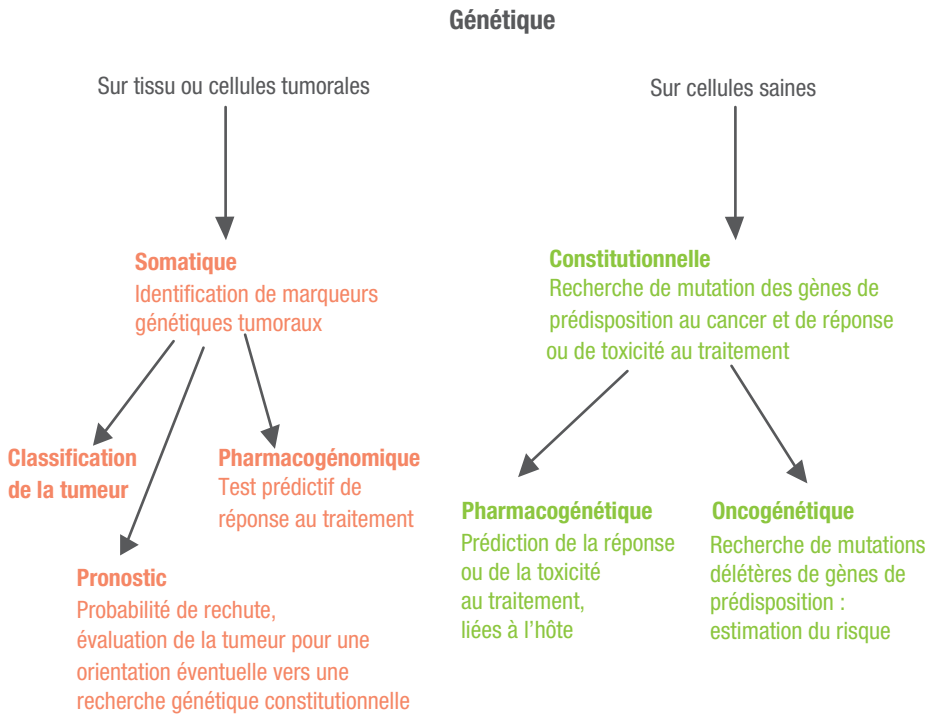 Génétique
Sur tissu ou cellules tumorales
Sur cellules saines
Somatique
Identification de marqueurs
génétiques tumoraux
Constitutionnelle
Recherche de mutation des gènes de
prédisposition au cancer et de réponse
ou de toxicité au traitement
Classification
de la tumeur
Pharmacogénomique
Test prédictif de
réponse au traitement
Pronostic
Probabilité de rechute,
évaluation de la tumeur pour une
orientation éventuelle vers une
recherche génétique constitutionnelle
Pharmacogénétique
Prédiction de la réponse
ou de la toxicité
au traitement,
liées à l'hôte
Oncogénétique
Recherche de mutations
délétères de gènes de
prédisposition :
estimation du risque